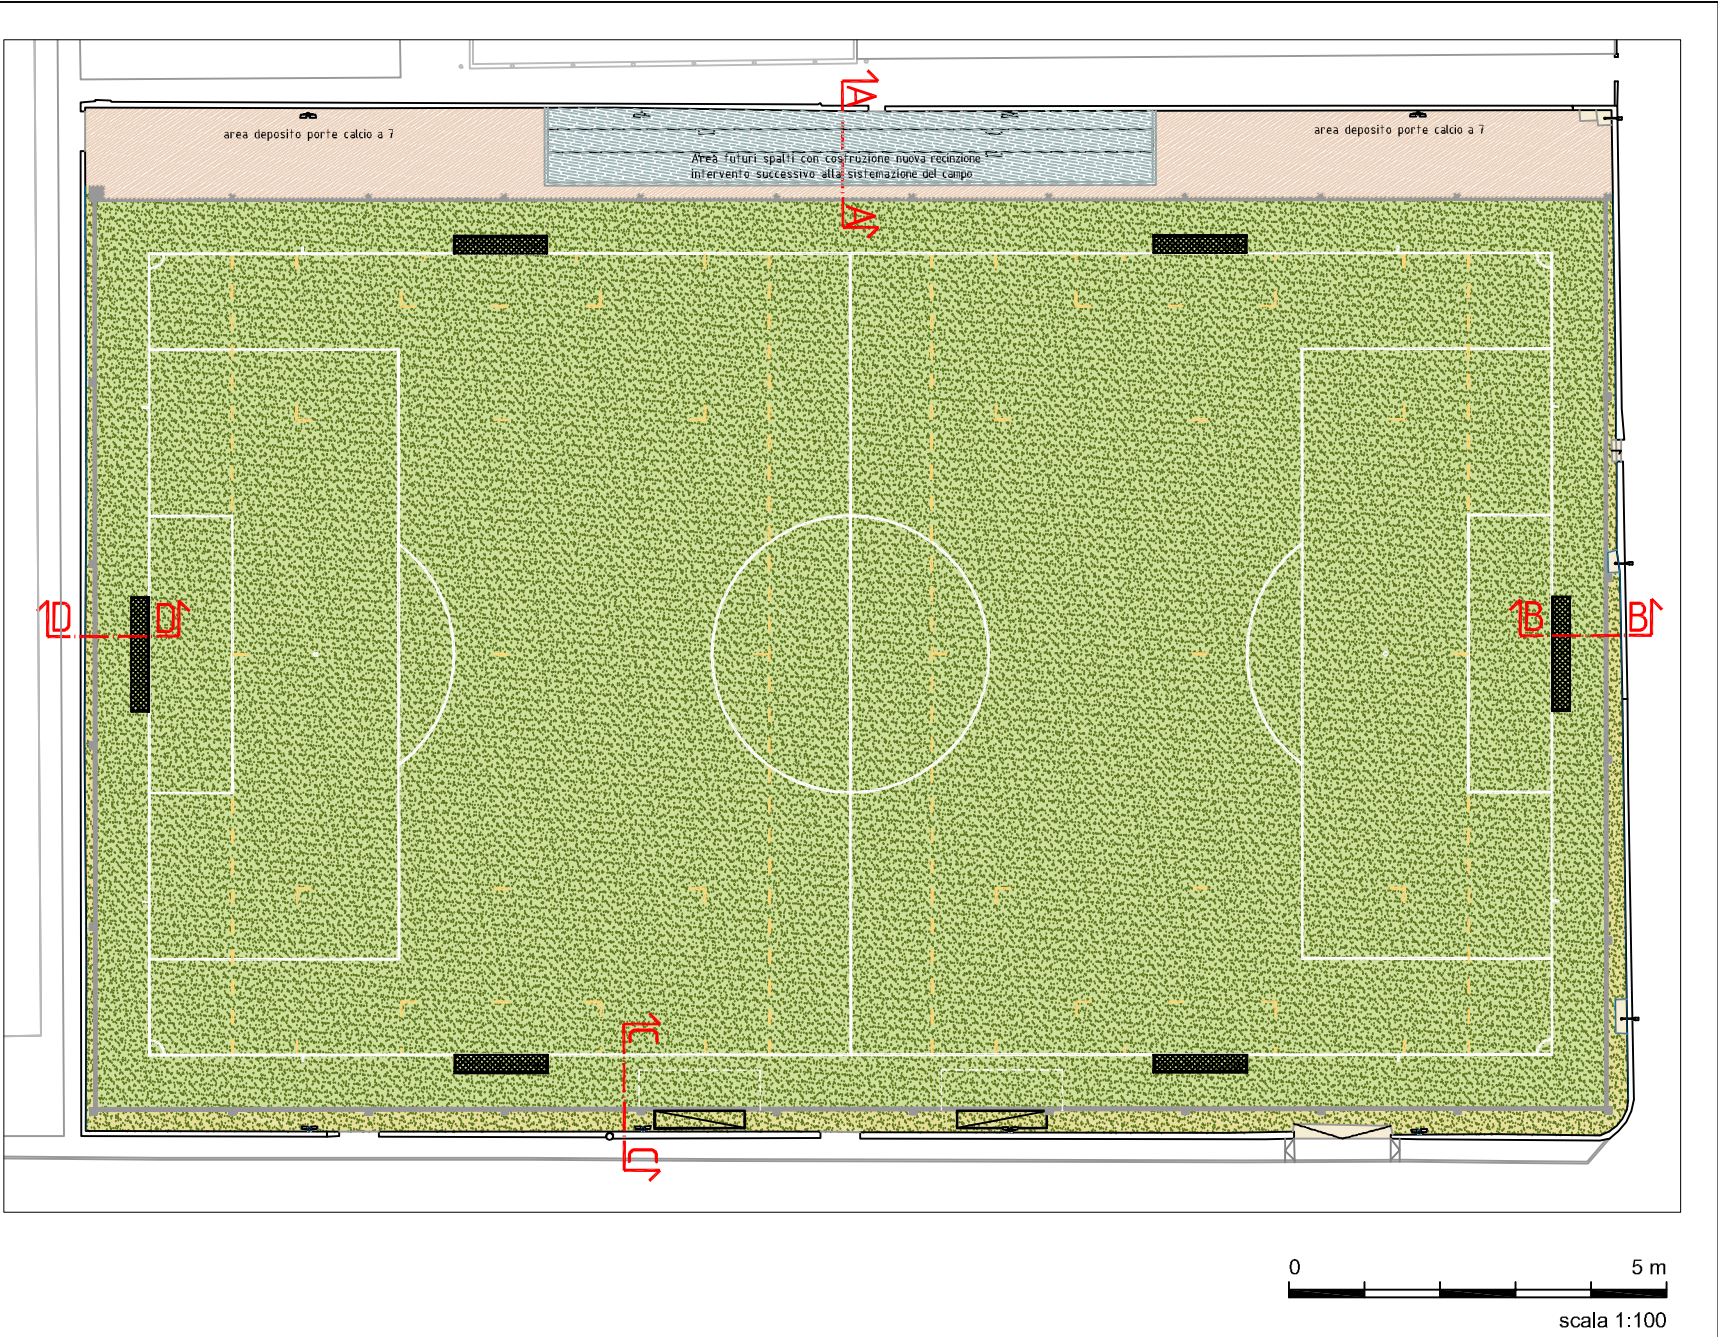 A
area deposito porte calcio a 7
area deposito porte calcio a 7
Area futuri spalti con costruzione nuova recinzione
intervento successivo alla sistemazione del campo
A
D
D
B
B
C
C
0
5 m
scala 1:100